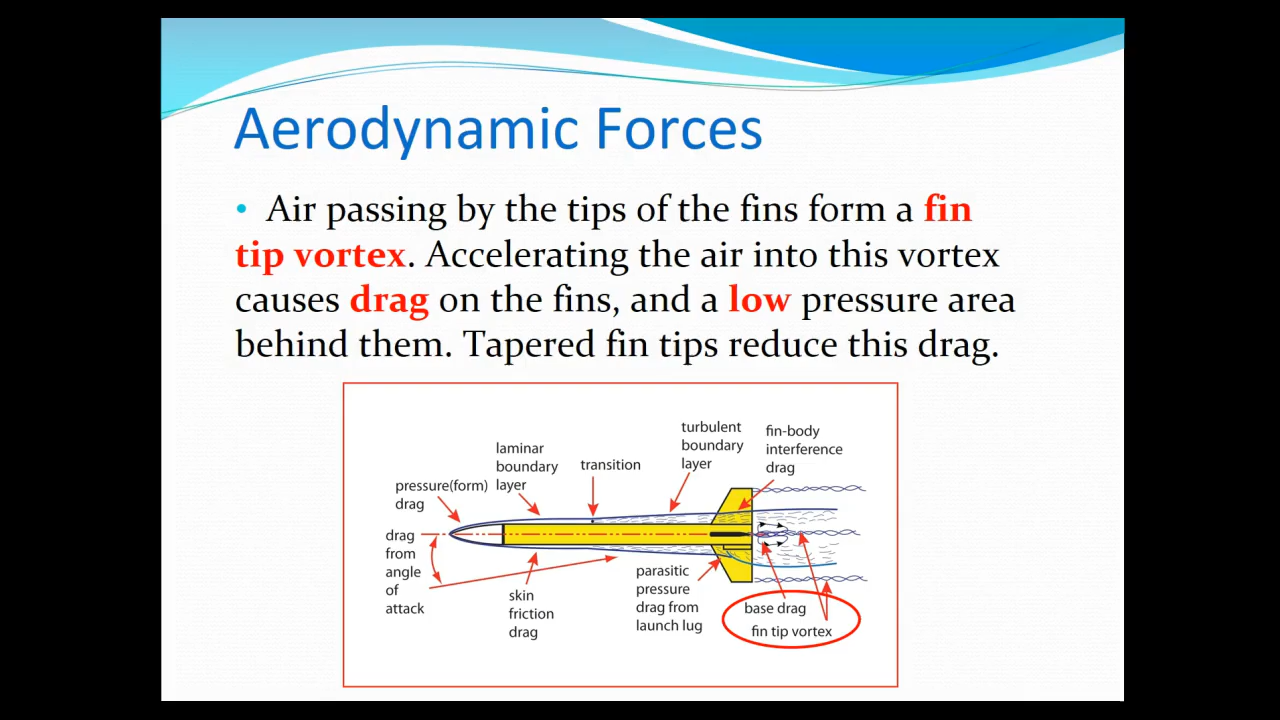 Aerodynamic Forces
• Air passing by the tips of the fins form a fin
tip vortex. Accelerating the air into this vortex
causes drag on the fins, and a low pressure area
behind them. Tapered fin tips reduce this drag.
pressure(form)
drag
laminar
boundary
layer
transition
turbulent
boundary
layer
fin-body
interference
drag
drag
from
angle
of
attack
skin
friction
drag
parasitic
pressure
drag from
launch lug
base drag
fin tip vortex